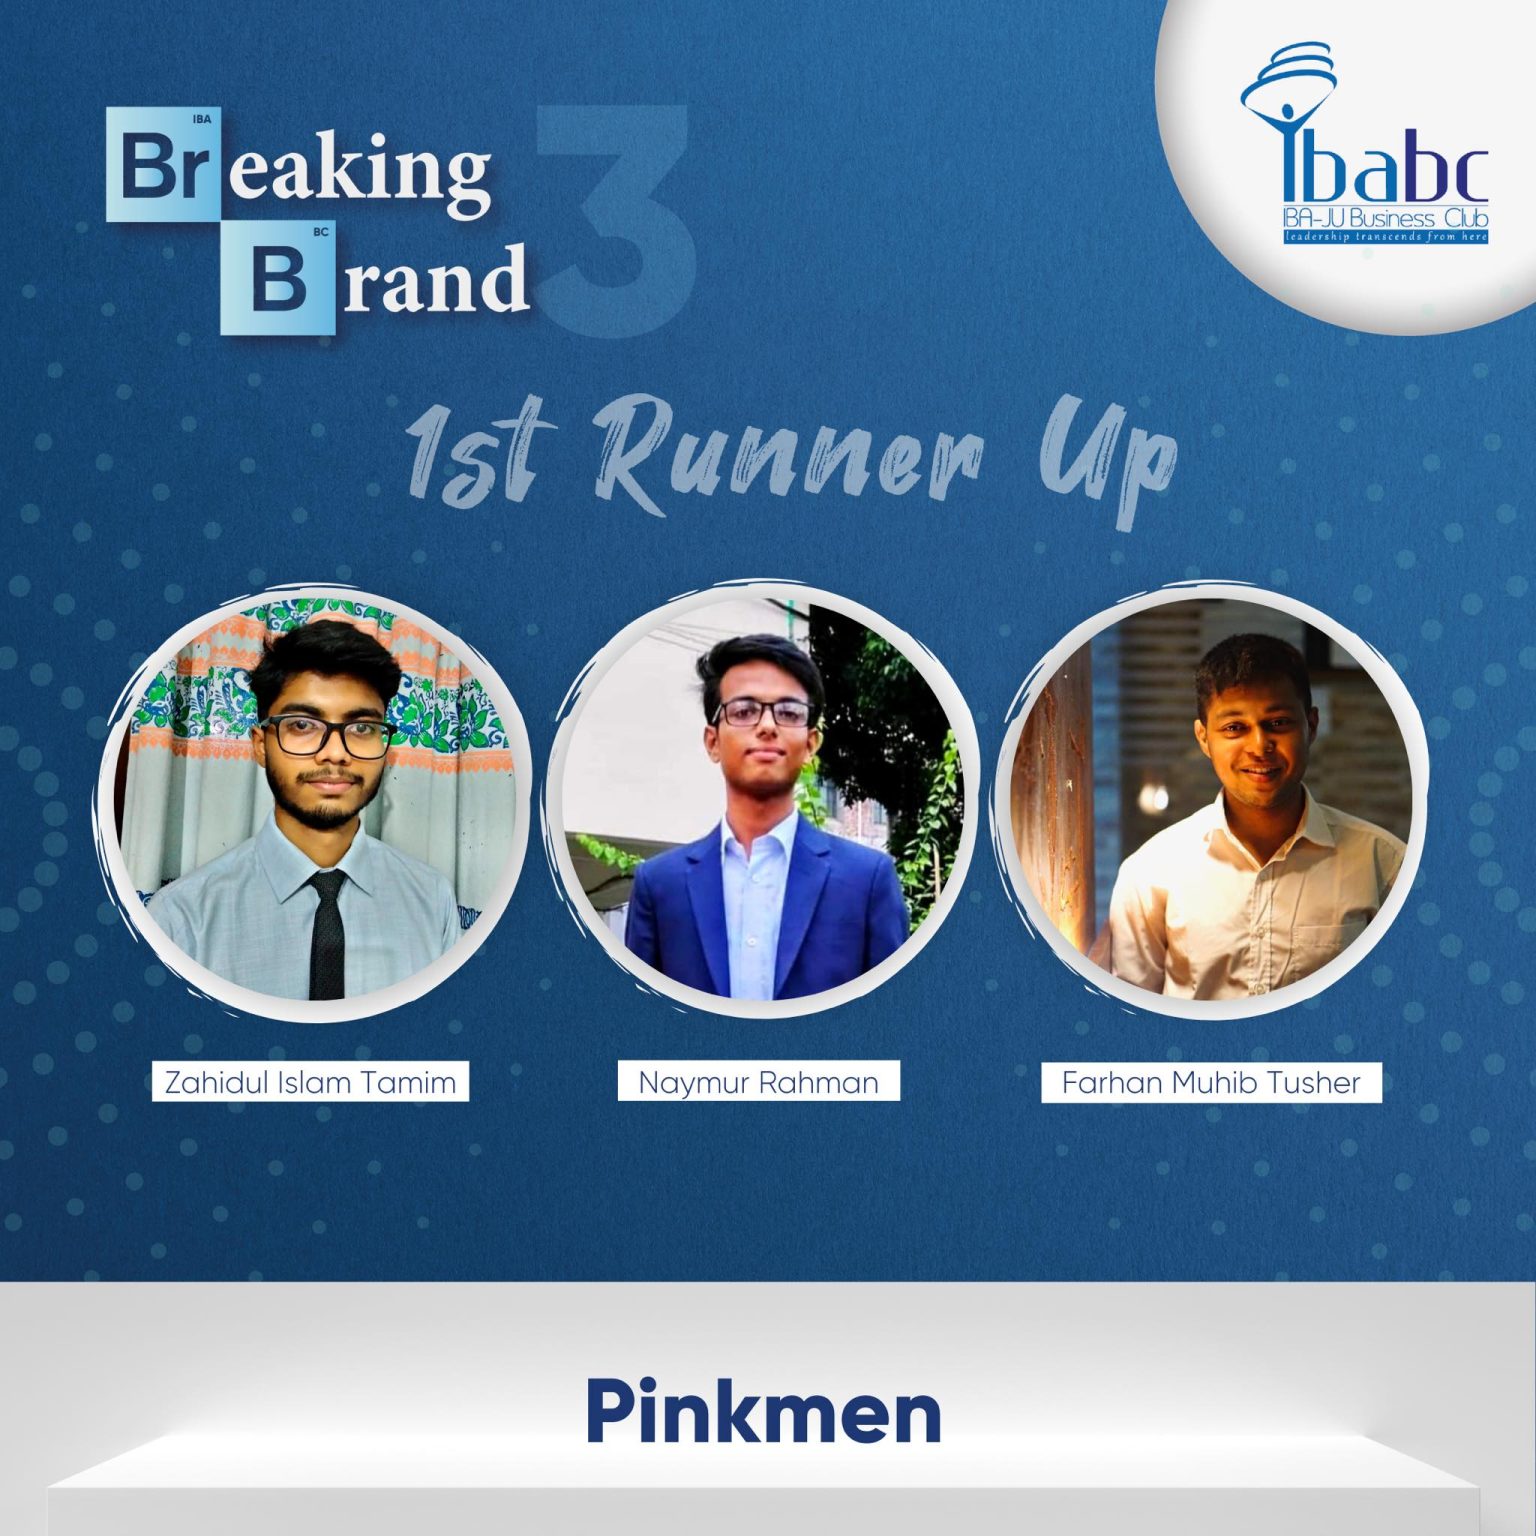 IBA
Breaking
3
BC
Brand
Ibabc
IBA-JU Business Club
leadership transcends from here
1st Runner Up
Zahidul Islam Tamim
Naymur Rahman
Farhan Muhib Tusher
Pinkmen